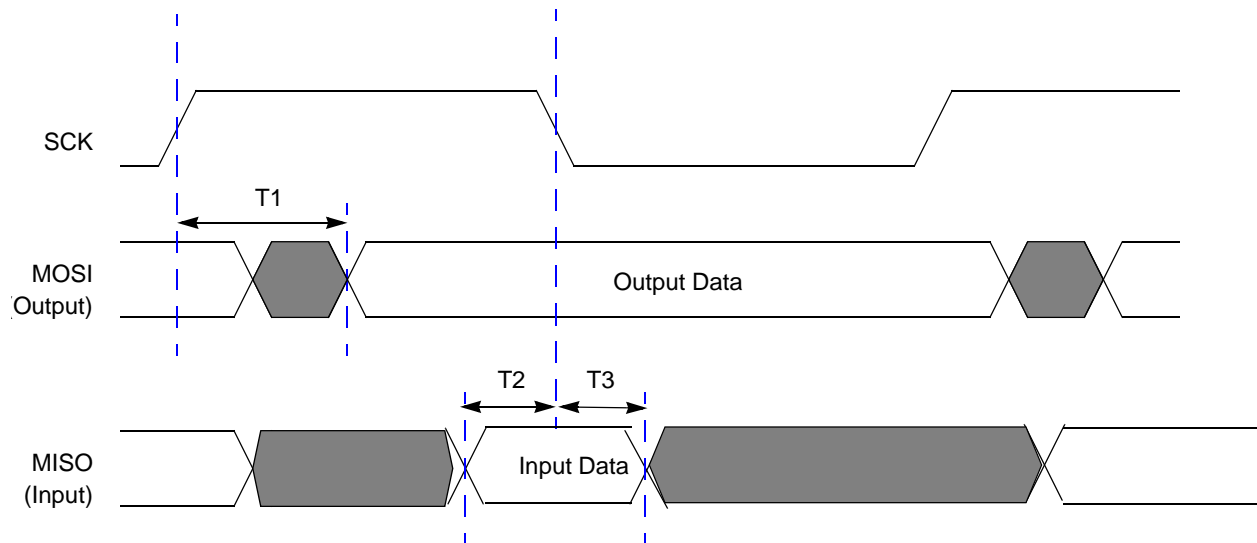 SCK
T1
MOSI
(Output)
Output Data
T2
T3
MISO
(Input)
Input Data